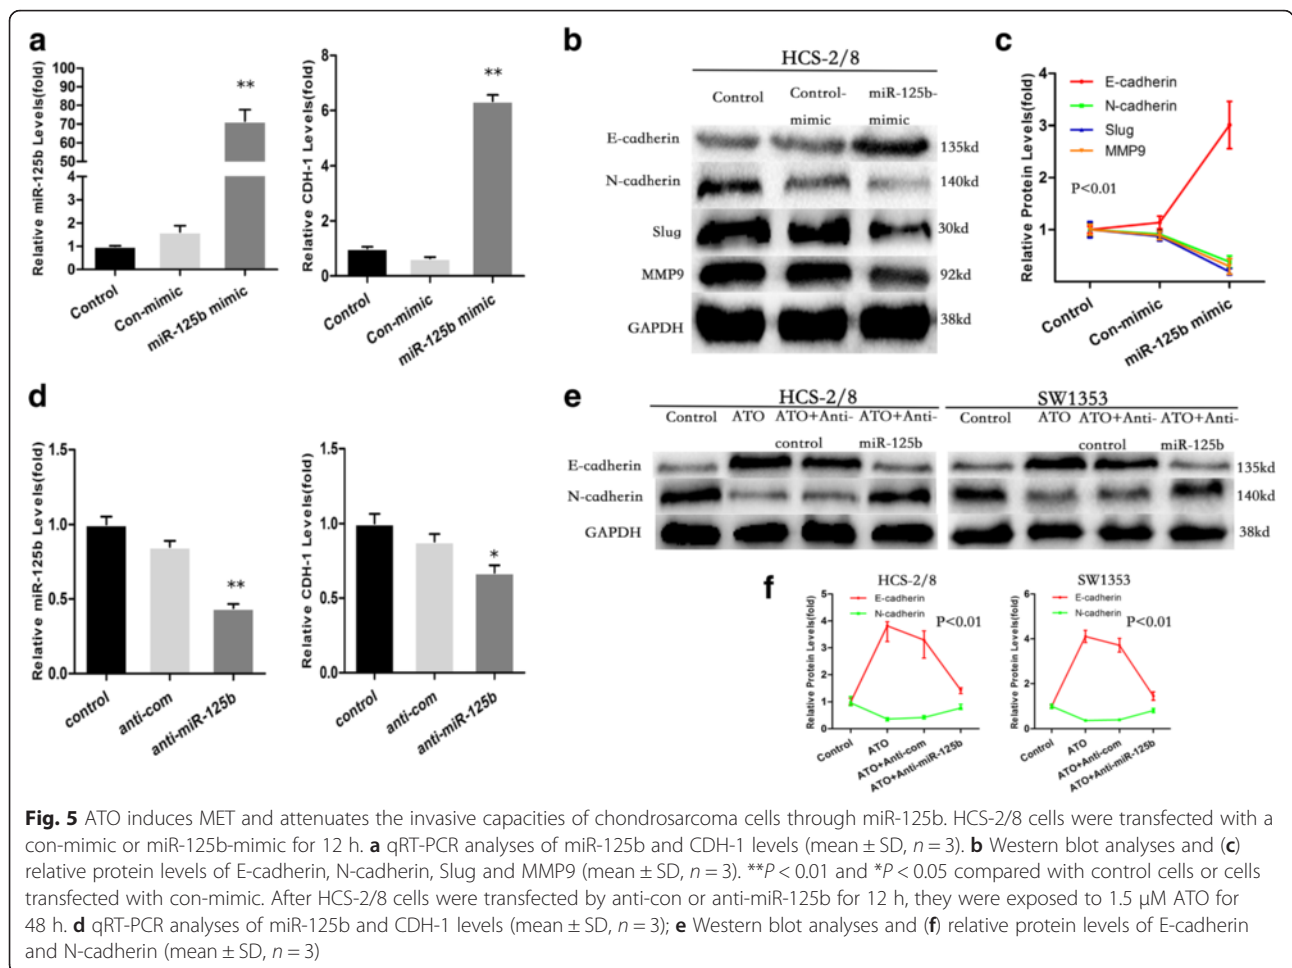 a
Relative miR-125b Levels(fold)
100
90
80
70
60
50
4
3
2
1
0
**
Control
Con-mimic
miR-125b mimic
Relative CDH-1 Levels(fold)
8
6
4
2
0
**
Control
Con-mimic
miR-125b mimic
b
HCS-2/8
Control
Control-
mimic
miR-125b-
mimic
E-cadherin
135kd
N-cadherin
140kd
Slug
30kd
MMP9
92kd
GAPDH
38kd
c
Relative Protein Levels(fold)
4
3
2
1
E-cadherin
N-cadherin
Slug
MMP9
P<0.01
Control
Con-mimic
miR-125b mimic
d
Relative miR-125b Levels(fold)
1.5
1.0
0.5
0.0
**
control
anti-com
anti-miR-125b
Relative CDH-1 Levels(fold)
1.5
1.0
0.5
0.0
*
control
anti-com
anti-miR-125b
e
HCS-2/8
SW1353
Control ATO ATO+Anti- ATO+Anti-
control miR-125b
Control ATO ATO+Anti- ATO+Anti-
control miR-125b
E-cadherin
135kd
N-cadherin
140kd
GAPDH
38kd
f
HCS-2/8
Relative Protein Levels(fold)
5
4
3
2
1
0
E-cadherin
N-cadherin
P<0.01
Control
ATO
ATO+Anti-com
ATO+Anti-miR-125b
SW1353
Relative Protein Levels(fold)
6
4
2
0
E-cadherin
N-cadherin
P<0.01
Control
ATO
ATO+Anti-com
ATO+Anti-miR-125b
Fig. 5 ATO induces MET and attenuates the invasive capacities of chondrosarcoma cells through miR-125b. HCS-2/8 cells were transfected with a
con-mimic or miR-125b-mimic for 12 h. a qRT-PCR analyses of miR-125b and CDH-1 levels (mean ± SD, n = 3). b Western blot analyses and (c)
relative protein levels of E-cadherin, N-cadherin, Slug and MMP9 (mean ± SD, n = 3). **P < 0.01 and *P < 0.05 compared with control cells or cells
transfected with con-mimic. After HCS-2/8 cells were transfected by anti-con or anti-miR-125b for 12 h, they were exposed to 1.5 μM ATO for
48 h. d qRT-PCR analyses of miR-125b and CDH-1 levels (mean ± SD, n = 3); e Western blot analyses and (f) relative protein levels of E-cadherin
and N-cadherin (mean ± SD, n = 3)